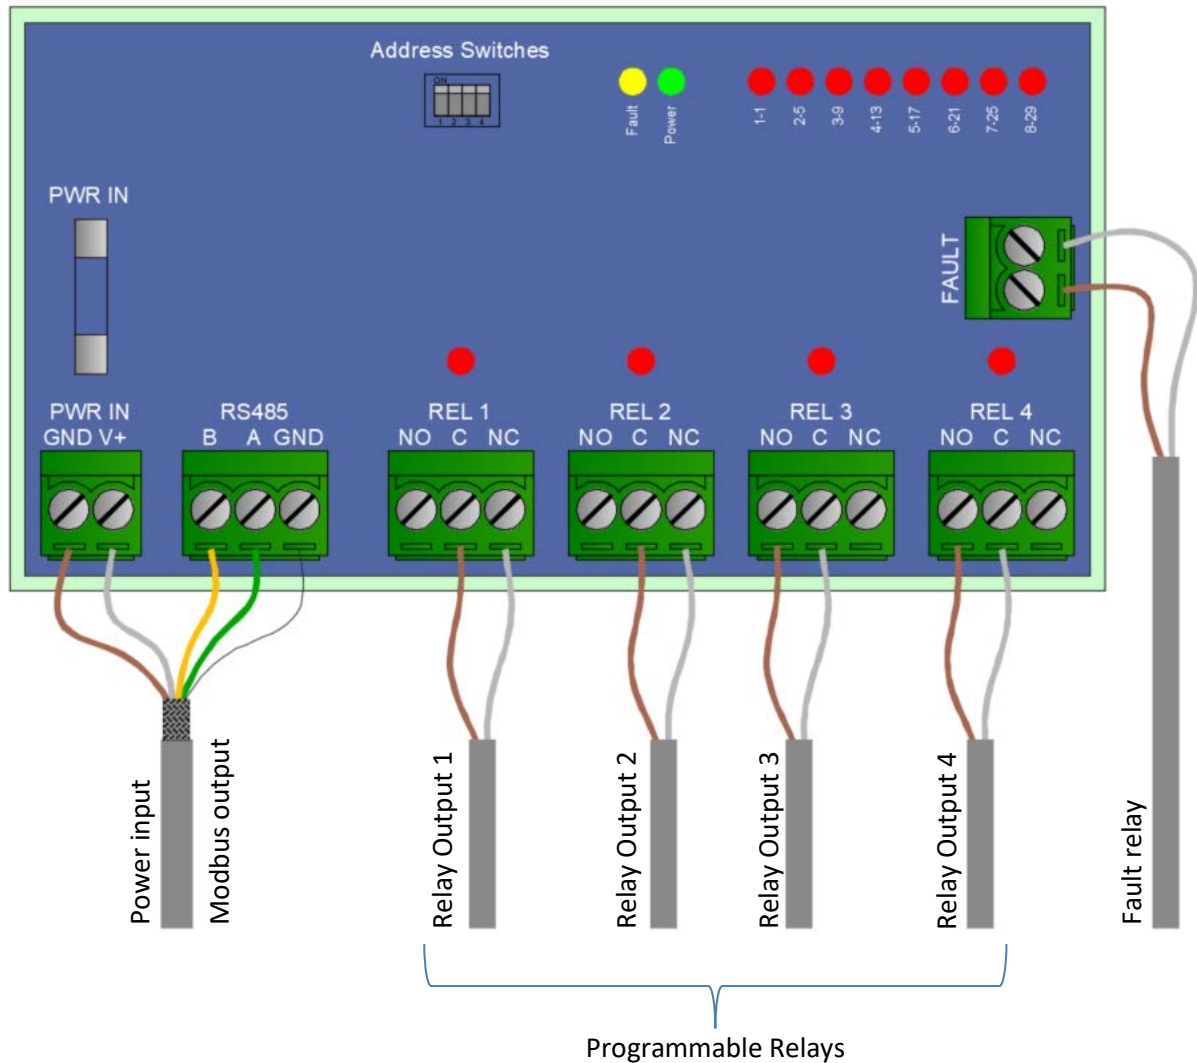 Address Switches
ON
1 2 3 4
Fault
Power
1-1
2-5
3-9
4-13
5-17
6-21
7-25
8-29
PWR IN
FAULT
PWR IN
GND V+
RS485
B A GND
REL 1
NO C NC
REL 2
NO C NC
REL 3
NO C NC
REL 4
NO C NC
Power input
Modbus output
Relay Output 1
Relay Output 2
Relay Output 3
Relay Output 4
Fault relay
Programmable Relays